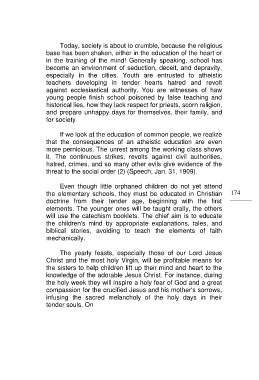 Today, society is about to crumble, because the religious
base has been shaken, either in the education of the heart or
in the training of the mind! Generally speaking, school has
become an environment of seduction, deceit, and depravity,
especially in the cities. Youth are entrusted to atheistic
teachers developing in tender hearts hatred and revolt
against ecclesiastical authority. You are witnesses of how
young people finish school poisoned by false teaching and
historical lies, how they lack respect for priests, scorn religion,
and prepare unhappy days for themselves, their family, and
for society.
If we look at the education of common people, we realize
that the consequences of an atheistic education are even
more pernicious. The unrest among the working class shows
it. The continuous strikes, revolts against civil authorities,
hatred, crimes, and so many other evils give evidence of the
threat to the social order (2) (Speech, Jan. 31, 1909).
Even though little orphaned children do not yet attend
the elementary schools, they must be educated in Christian
doctrine from their tender age, beginning with the first
elements. The younger ones will be taught orally, the others
will use the catechism booklets. The chief aim is to educate
the children's mind by appropriate explanations, tales, and
biblical stories, avoiding to teach the elements of faith
mechanically.
The yearly feasts, especially those of our Lord Jesus
Christ and the most holy Virgin, will be profitable means for
the sisters to help children lift up their mind and heart to the
knowledge of the adorable Jesus Christ. For instance, during
the holy week they will inspire a holy fear of God and a great
compassion for the crucified Jesus and his mother's sorrows,
infusing the sacred melancholy of the holy days in their
tender souls. On
174